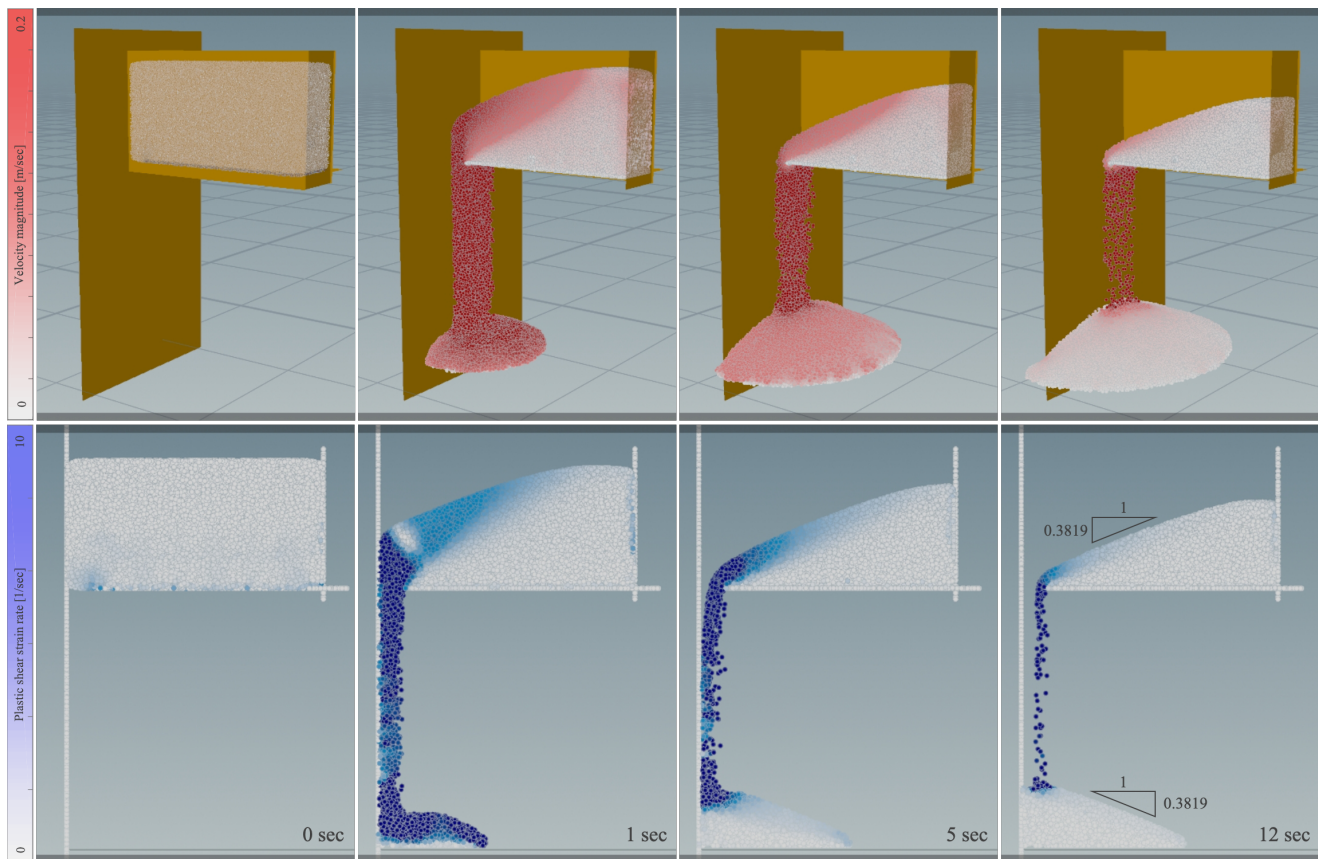 0.2
Velocity magnitude [m/sec]
0
10
Plastic shear strain rate [1/sec]
0
0 sec
1 sec
5 sec
1
0.3819
1
0.3819
12 sec